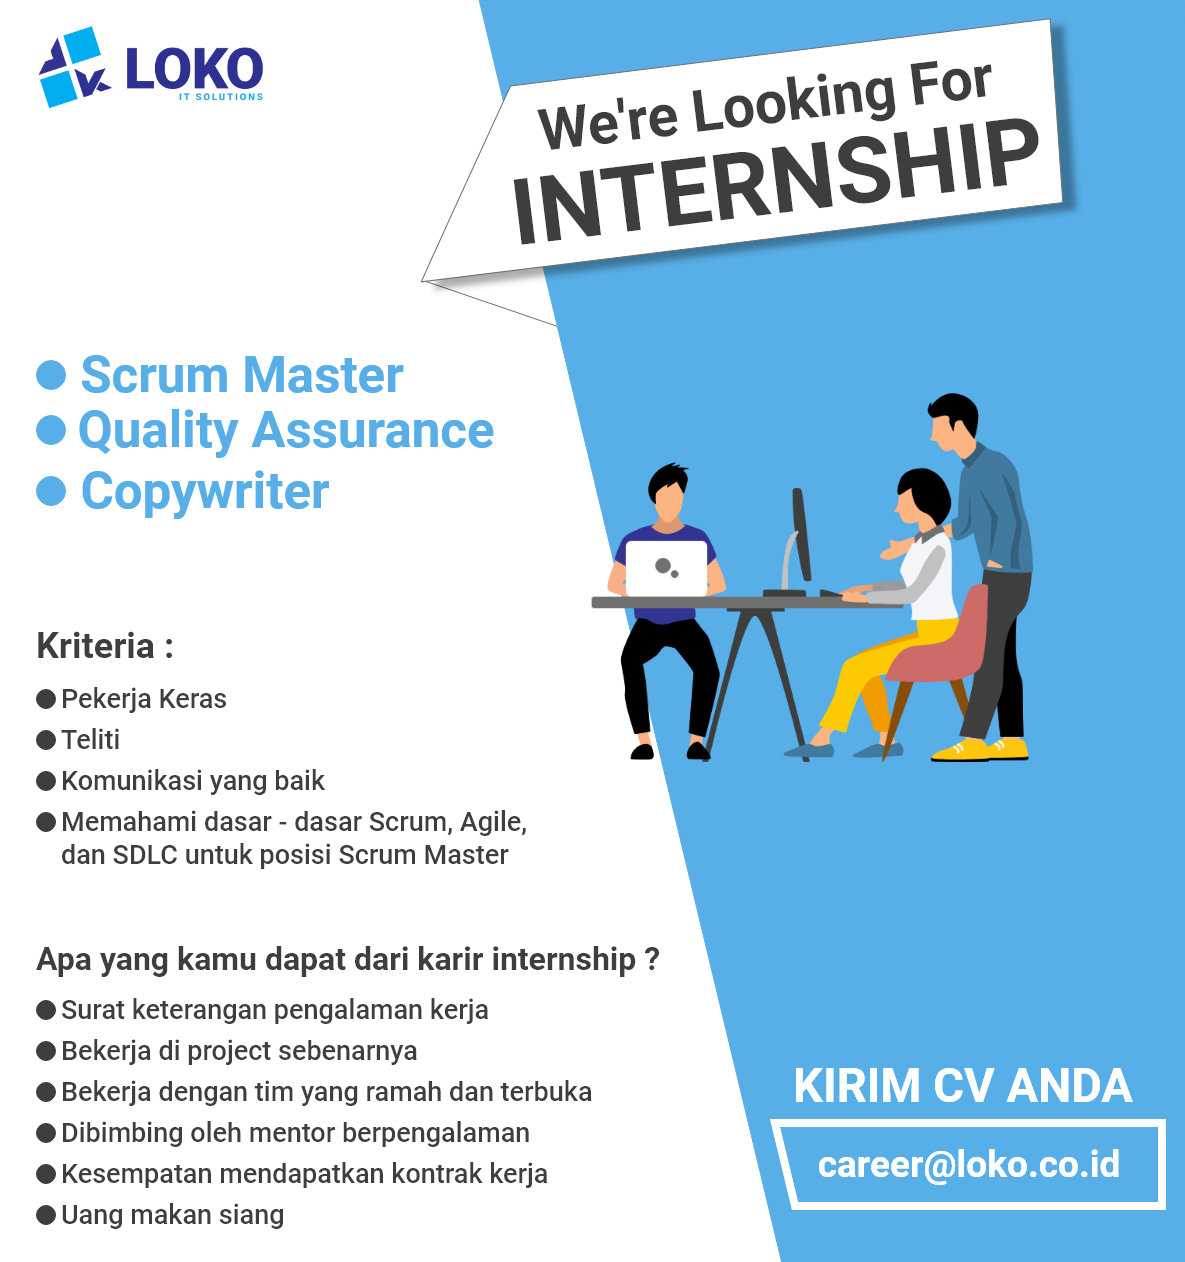 LOKO
IT SOLUTIONS
We're Looking For
INTERNSHIP
Scrum Master
Quality Assurance
Copywriter
Kriteria :
Pekerja Keras
Teliti
Komunikasi yang baik
Memahami dasar - dasar Scrum, Agile,
dan SDLC untuk posisi Scrum Master
Apa yang kamu dapat dari karir internship ?
Surat keterangan pengalaman kerja
Bekerja di project sebenarnya
Bekerja dengan tim yang ramah dan terbuka
Dibimbing oleh mentor berpengalaman
Kesempatan mendapatkan kontrak kerja
Uang makan siang
KIRIM CV ANDA
career@loko.co.id